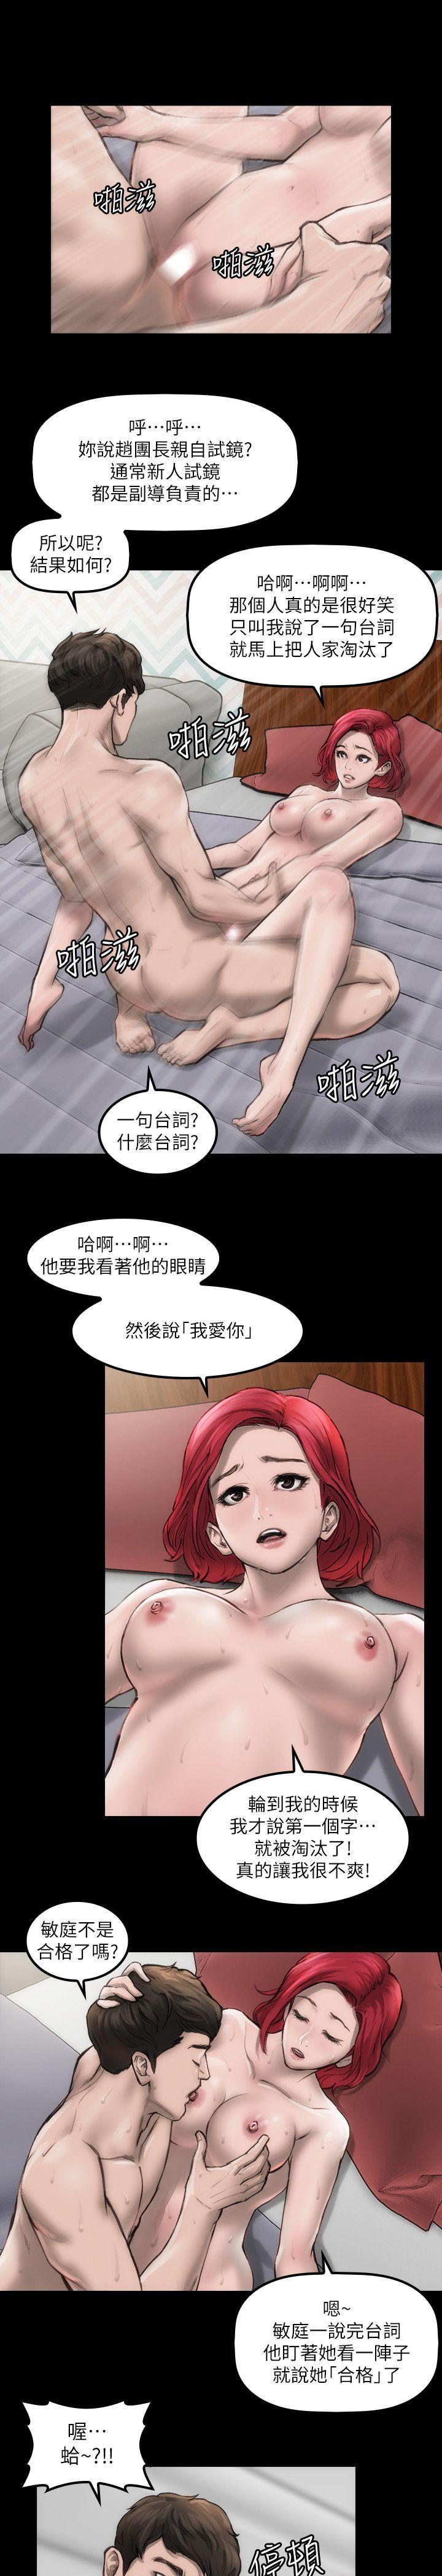 啪滋
啪滋
呼…呼…
妳說趙團長親自試鏡?
通常新人試鏡
都是副導負責的…
所以呢?
結果如何?
哈啊…啊啊…
那個人真的是很好笑
只叫我說了一句台詞
就馬上把人家淘汰了
啪滋
啪滋
啪滋
一句台詞?
什麼台詞?
哈啊…啊…
他要我看著他的眼睛
然後說「我愛你」
輪到我的時候
我才說第一個字…
就被淘汰了!
真的讓我很不爽!
敏庭不是
合格了嗎?
嗯~
敏庭一說完台詞
他盯著她看一陣子
就說她「合格」了
喔…
蛤~?!!
停頓